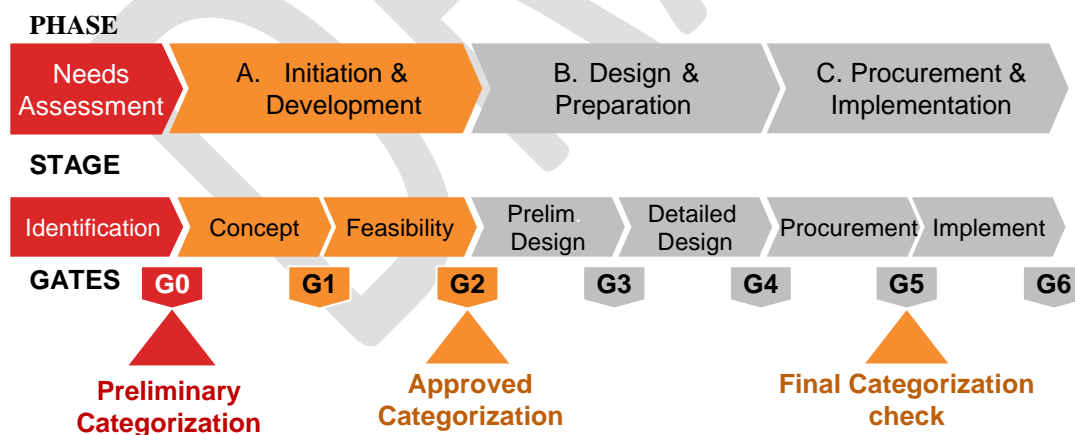 PHASE
Needs
Assessment
A. Initiation &
Development
B. Design &
Preparation
C. Procurement &
Implementation
STAGE
Identification
Concept
Feasibility
Prelim.
Design
Detailed
Design
Procurement
Implement
GATES
G0
G1
G2
G3
G4
G5
G6
Preliminary
Categorization
Approved
Categorization
Final Categorization
check